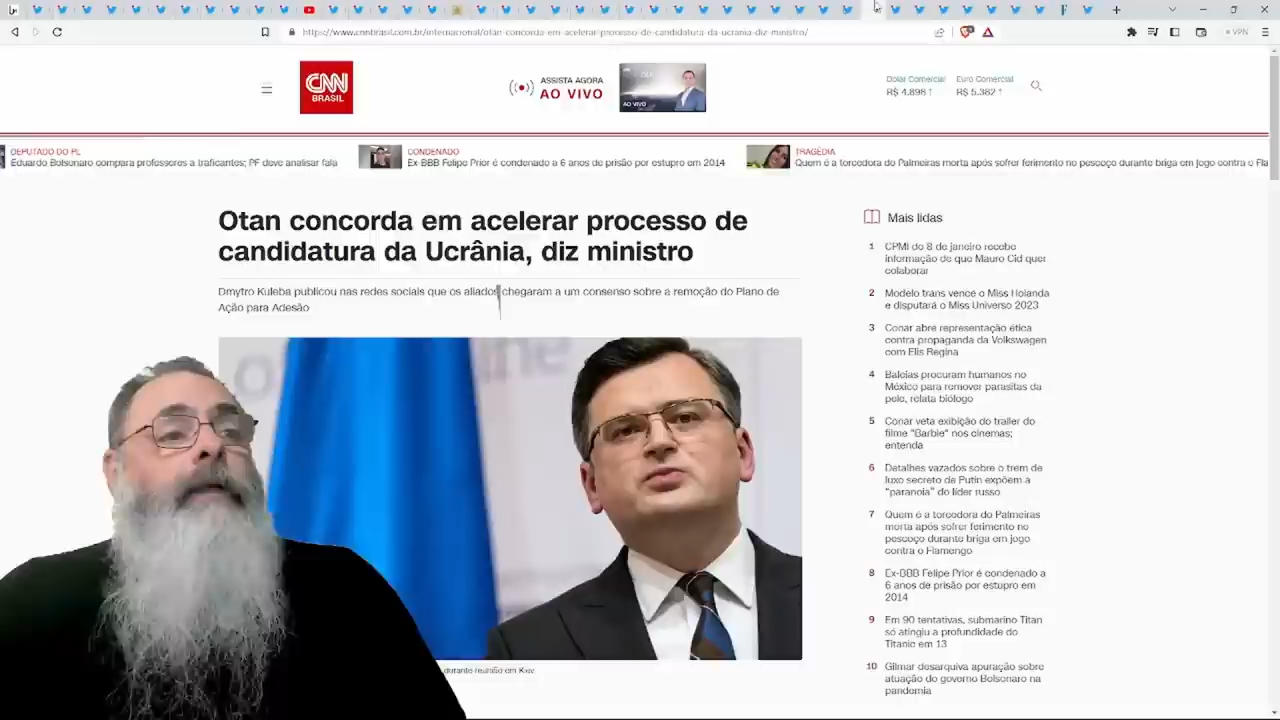 https://www.cnnbrasil.com.br/internacional/otan-concorda-em-acelerar-processo-de-candidatura-da-ucrania-diz-ministro/
VPN
CNN
BRASIL
ASSISTA AGORA
AO VIVO
AO VIVO
Dólar Comercial
R$ 4.898 ↑
Euro Comercial
R$ 5.382 ↑
DEPUTADO DO PL
Eduardo Bolsonaro compara professores a traficantes; PF deve analisar fala
CONDENADO
Ex-BBB Felipe Prior é condenado a 6 anos de prisão por estupro em 2014
TRAGÉDIA
Quem é a torcedora do Palmeiras morta após sofrer ferimento no pescoço durante briga em jogo contra o Fla
Otan concorda em acelerar processo de
candidatura da Ucrânia, diz ministro
Dmytro Kuleba publicou nas redes sociais que os aliados chegaram a um consenso sobre a remoção do Plano de
Ação para Adesão
durante reunião em Kiev
Mais lidas
1 CPMI do 8 de janeiro recebe
informação de que Mauro Cid quer
colaborar
2 Modelo trans vence o Miss Holanda
e disputará o Miss Universo 2023
3 Conar abre representação ética
contra propaganda da Volkswagen
com Elis Regina
4 Baleias procuram humanos no
México para remover parasitas da
pele, relata biólogo
5 Conar veta exibição do trailer do
filme "Barbie" nos cinemas;
entenda
6 Detalhes vazados sobre o trem de
luxo secreto de Putin expõem a
"paranoia" do líder russo
7 Quem é a torcedora do Palmeiras
morta após sofrer ferimento no
pescoço durante briga em jogo
contra o Flamengo
8 Ex-BBB Felipe Prior é condenado a
6 anos de prisão por estupro em
2014
9 Em 90 tentativas, submarino Titan
só atingiu a profundidade do
Titanic em 13
10 Gilmar desarquiva apuração sobre
atuação do governo Bolsonaro na
pandemia